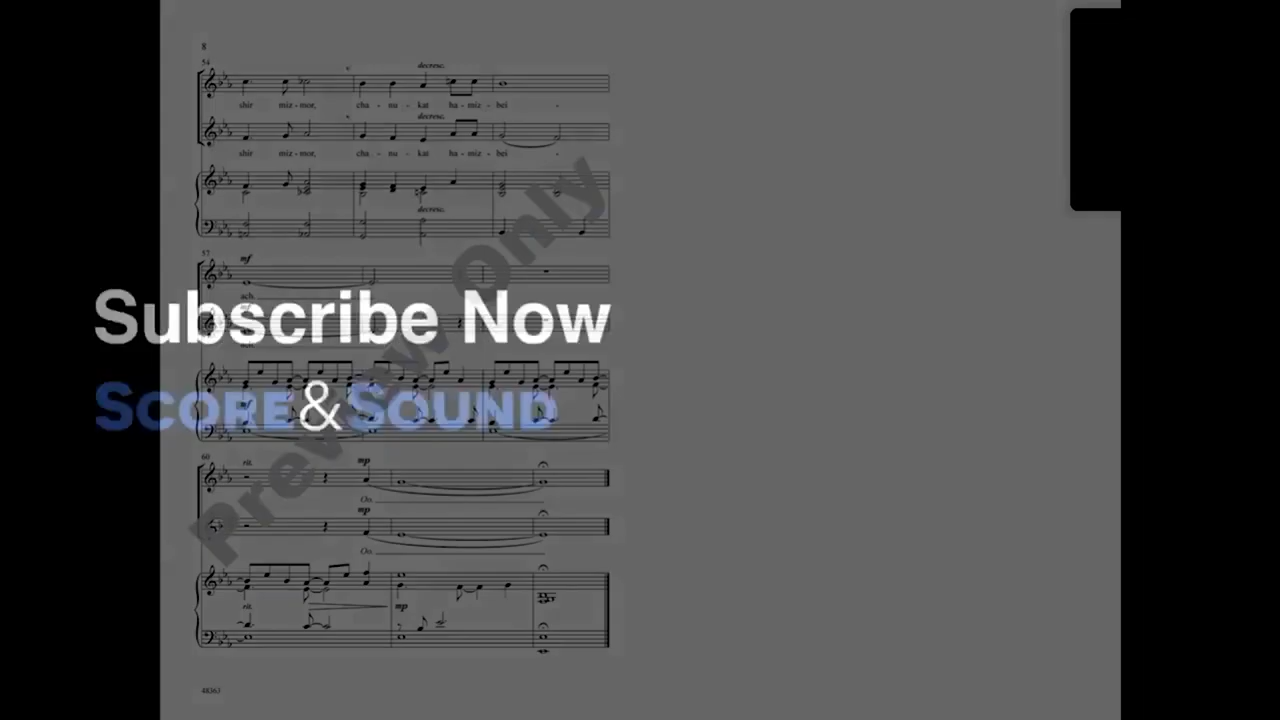 8
54
decresc.
shir miz - mor, cha - nu - kat ha - miz - bei -
decresc.
shir miz - mor, cha - nu - kat ha - miz - bei -
decresc.
57
mf
ach.
Subscribe Now
SCORE & SOUND
mf
60
rit.
mp
Oo
mp
Oo
rit.
mp
48363
Preview Only